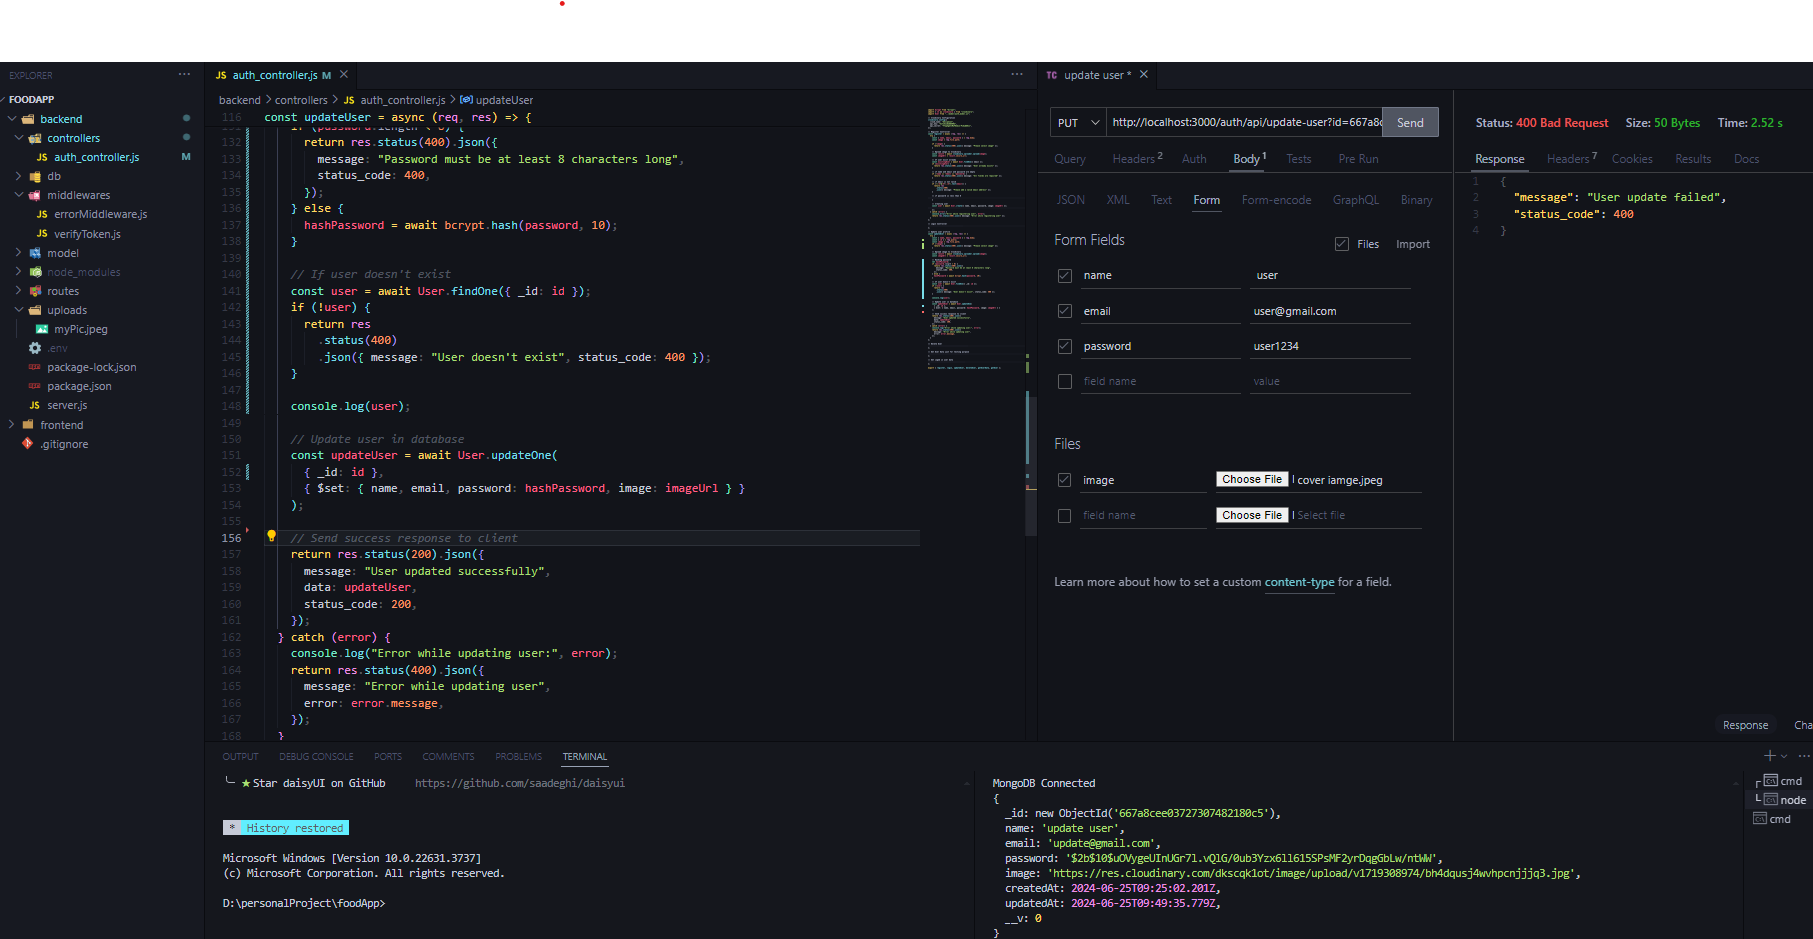 EXPLORER
FOODAPP
backend
controllers
JS auth_controller.js M
db
middlewares
JS errorMiddleware.js
JS verifyToken.js
model
node_modules
routes
uploads
myPic.jpeg
.env
package-lock.json
package.json
JS server.js
frontend
.gitignore
JS auth_controller.js M
backend > controllers > JS auth_controller.js > updateUser
116 const updateUser = async (req, res) => {
132 return res.status(400).json({
133 message: "Password must be at least 8 characters long",
134 status_code: 400,
135 });
136 } else {
137 hashPassword = await bcrypt.hash(password, 10);
138 }
139
140 // If user doesn't exist
141 const user = await User.findOne({ _id: id });
142 if (!user) {
143 return res
144 .status(400)
145 .json({ message: "User doesn't exist", status_code: 400 });
146 }
147
148 console.log(user);
149
150 // Update user in database
151 const updateUser = await User.updateOne(
152 { _id: id },
153 { $set: { name, email, password: hashPassword, image: imageUrl } }
154 );
155
156 // Send success response to client
157 return res.status(200).json({
158 message: "User updated successfully",
159 data: updateUser,
160 status_code: 200,
161 });
162 } catch (error) {
163 console.log("Error while updating user:", error);
164 return res.status(400).json({
165 message: "Error while updating user",
166 error: error.message,
167 });
168 }
TC update user *
PUT http://localhost:3000/auth/api/update-user?id=667a8c Send
Query Headers 2 Auth Body 1 Tests Pre Run
JSON XML Text Form Form-encode GraphQL Binary
Form Fields
Files Import
name user
email user@gmail.com
password user1234
field name value
Files
image Choose File cover iamge.jpeg
field name Choose File Select file
Learn more about how to set a custom content-type for a field.
Status: 400 Bad Request Size: 50 Bytes Time: 2.52 s
Response Headers 7 Cookies Results Docs
1 {
2 "message": "User update failed",
3 "status_code": 400
4 }
Response Cha
OUTPUT DEBUG CONSOLE PORTS COMMENTS PROBLEMS TERMINAL
★ Star daisyUI on GitHub https://github.com/saadeghi/daisyui
* History restored
Microsoft Windows [Version 10.0.22631.3737]
(c) Microsoft Corporation. All rights reserved.
D:\personalProject\foodApp>
MongoDB Connected
{
_id: new ObjectId('667a8cee03727307482180c5'),
name: 'update user',
email: 'update@gmail.com',
password: '$2b$10$uOVygeUInUGr7l.vQlG/0ub3Yzx6ll615SPsMF2yrDqgGbLw/ntWW',
image: 'https://res.cloudinary.com/dkscqk1ot/image/upload/v1719308974/bh4dqusj4wvhpcnjjjq3.jpg',
createdAt: 2024-06-25T09:25:02.201Z,
updatedAt: 2024-06-25T09:49:35.779Z,
__v: 0
}
cmd
node
cmd